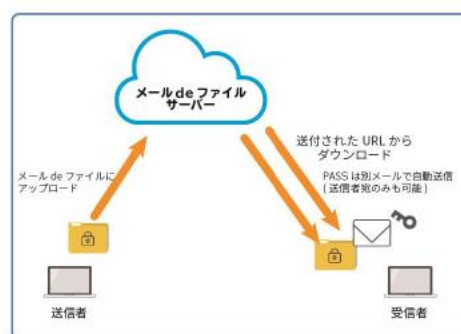 メール de ファイル
サーバー
送付された URL から
ダウンロード
メール de ファイルに
アップロード
PASS は別メールで自動送信
( 送信者宛のみも可能 )
送信者
受信者